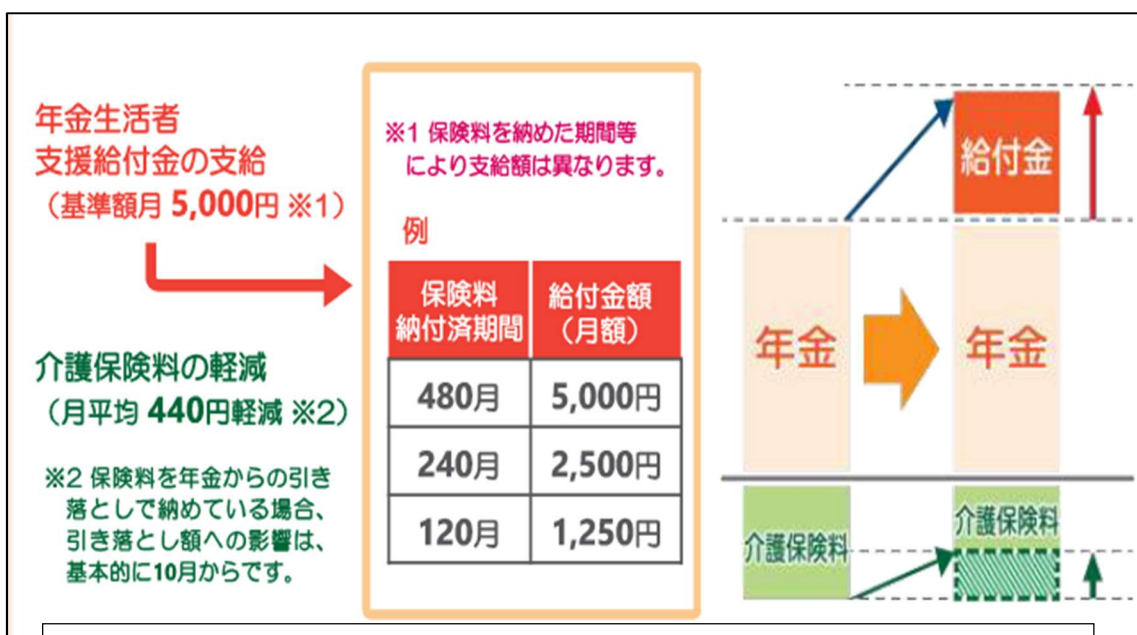 年金生活者
支援給付金の支給
（基準額月 5,000円 ※1）
介護保険料の軽減
（月平均 440円軽減 ※2）
※2 保険料を年金からの引き
落としで納めている場合、
引き落とし額への影響は、
基本的に10月からです。
※1 保険料を納めた期間等
により支給額は異なります。
例
保険料
納付済期間
給付金額
（月額）
480月 5,000円
240月 2,500円
120月 1,250円
給付金
年金
年金
介護保険料
介護保険料